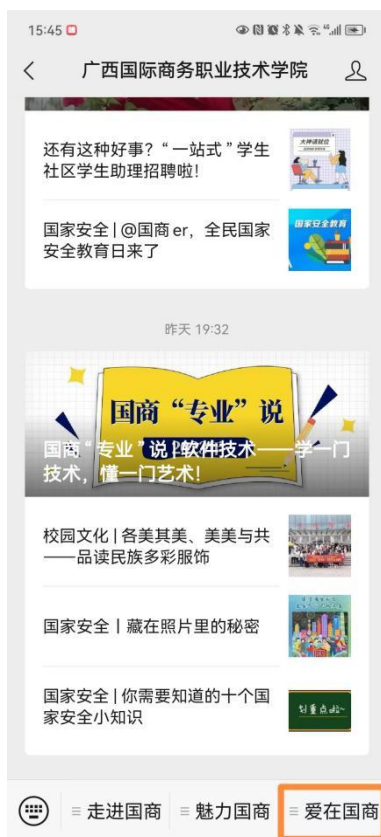 15:45
广西国际商务职业技术学院
还有这种好事？“一站式”学生
社区学生助理招聘啦！
大神请就位
国家安全|@国商er，全民国家
安全教育日来了
国家安全教育
昨天 19:32
国商“专业”说
国商“专业”说|软件技术——学一门
技术，懂一门艺术！
校园文化|各美其美、美美与共
——品读民族多彩服饰
国家安全丨藏在照片里的秘密
国家安全|你需要知道的十个国
家安全小知识
划重点啦~
走进国商
魅力国商
爱在国商